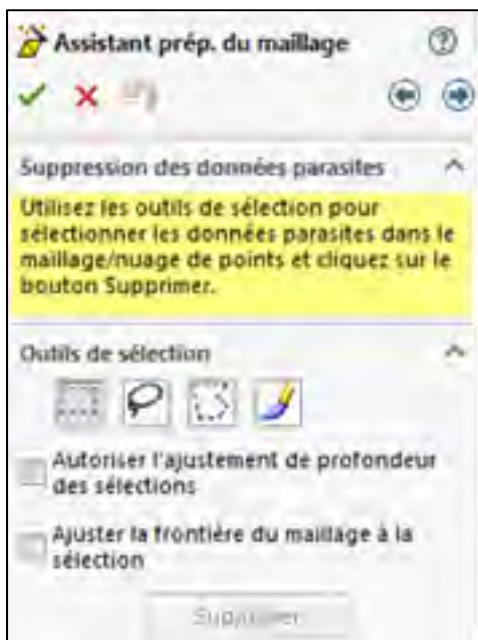 Assistant prép. du maillage
Suppression des données parasites
Utilisez les outils de sélection pour
sélectionner les données parasites dans le
maillage/nuage de points et cliquez sur le
bouton Supprimer.
Outils de sélection
Autoriser l'ajustement de profondeur
des sélections
Ajuster la frontière du maillage à la
sélection
Supprimer